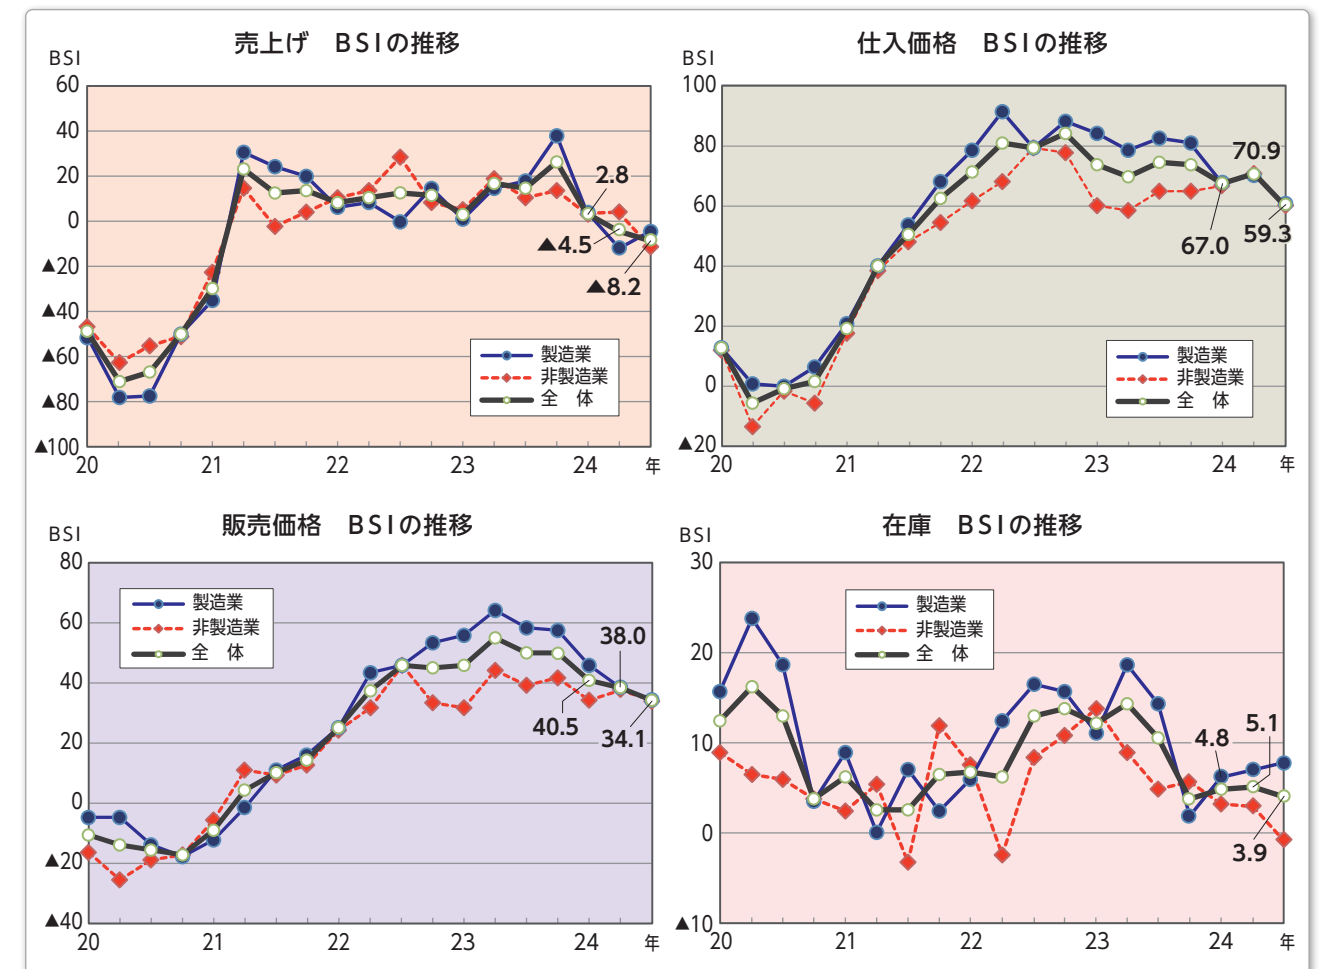 売上げ BSIの推移
BSI
60
40
20
0
▲20
▲40
▲60
▲80
▲100
2.8
▲4.5
▲8.2
製造業
非製造業
全 体
20 21 22 23 24 年
仕入価格 BSIの推移
BSI
100
80
60
40
20
0
▲20
70.9
67.0
59.3
製造業
非製造業
全 体
20 21 22 23 24 年
販売価格 BSIの推移
BSI
80
60
40
20
0
▲20
▲40
製造業
非製造業
全 体
38.0
40.5
34.1
20 21 22 23 24 年
在庫 BSIの推移
BSI
30
20
10
0
▲10
製造業
非製造業
全 体
4.8
5.1
3.9
20 21 22 23 24 年